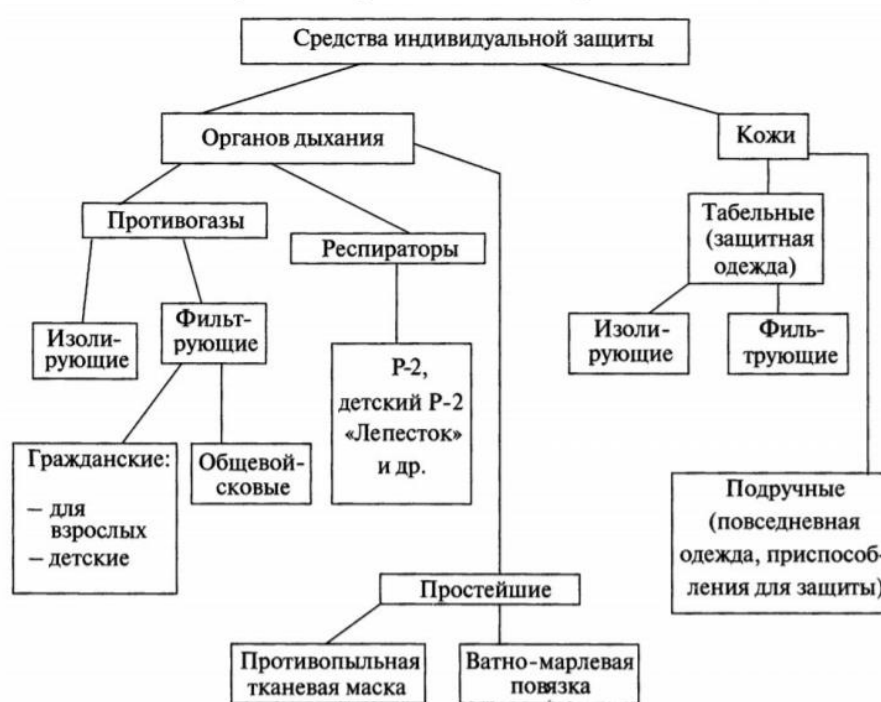 Средства индивидуальной защиты
Органов дыхания
Кожи
Противогазы
Респираторы
Табельные
(защитная
одежда)
Изоли-
рующие
Фильт-
рующие
Изоли-
рующие
Филь-
трующие
Р-2,
детский Р-2
«Лепесток»
и др.
Гражданские:
– для
взрослых
– детские
Общевой-
сковые
Подручные
(повседневная
одежда, приспособ-
ления для защиты)
Простейшие
Противопыльная
тканевая маска
Ватно-марлевая
повязка